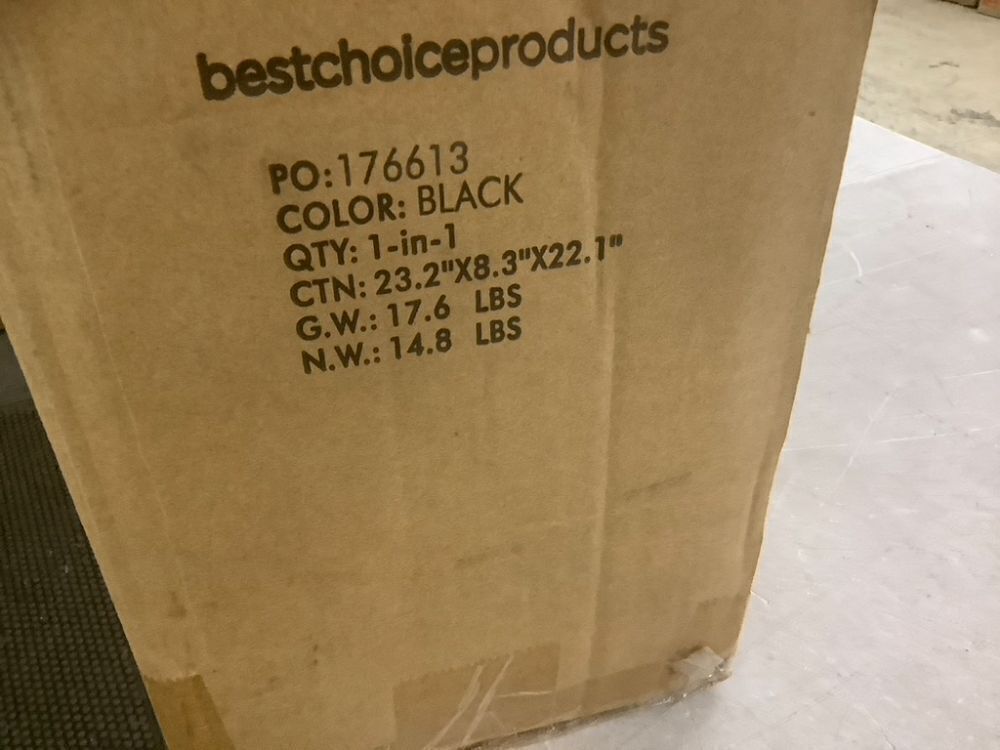 bestchoiceproducts
PO:176613
COLOR: BLACK
QTY: 1-in-1
CTN: 23.2"X8.3"X22.1"
G.W.: 17.6 LBS
N.W.: 14.8 LBS